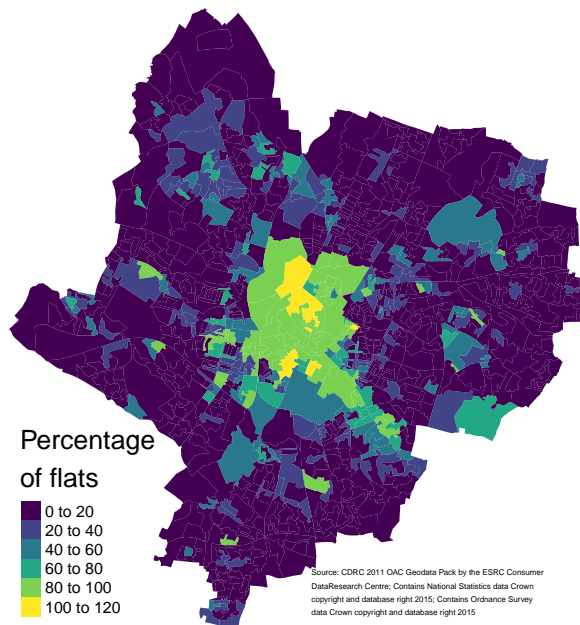 Percentage
of flats
0 to 20
20 to 40
40 to 60
60 to 80
80 to 100
100 to 120
Source: CDRC 2011 OAC Geodata Pack by the ESRC Consumer
DataResearch Centre; Contains National Statistics data Crown
copyright and database right 2015; Contains Ordnance Survey
data Crown copyright and database right 2015